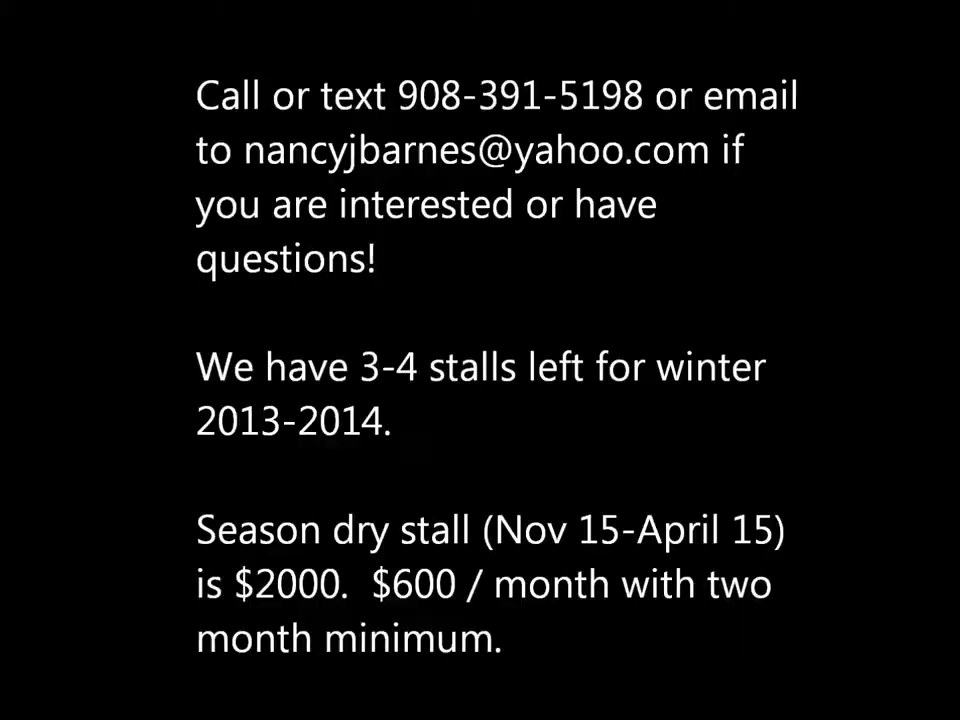 Call or text 908-391-5198 or email
to nancyjbarnes@yahoo.com if
you are interested or have
questions!
We have 3-4 stalls left for winter
2013-2014.
Season dry stall (Nov 15-April 15)
is $2000.  $600 / month with two
month minimum.